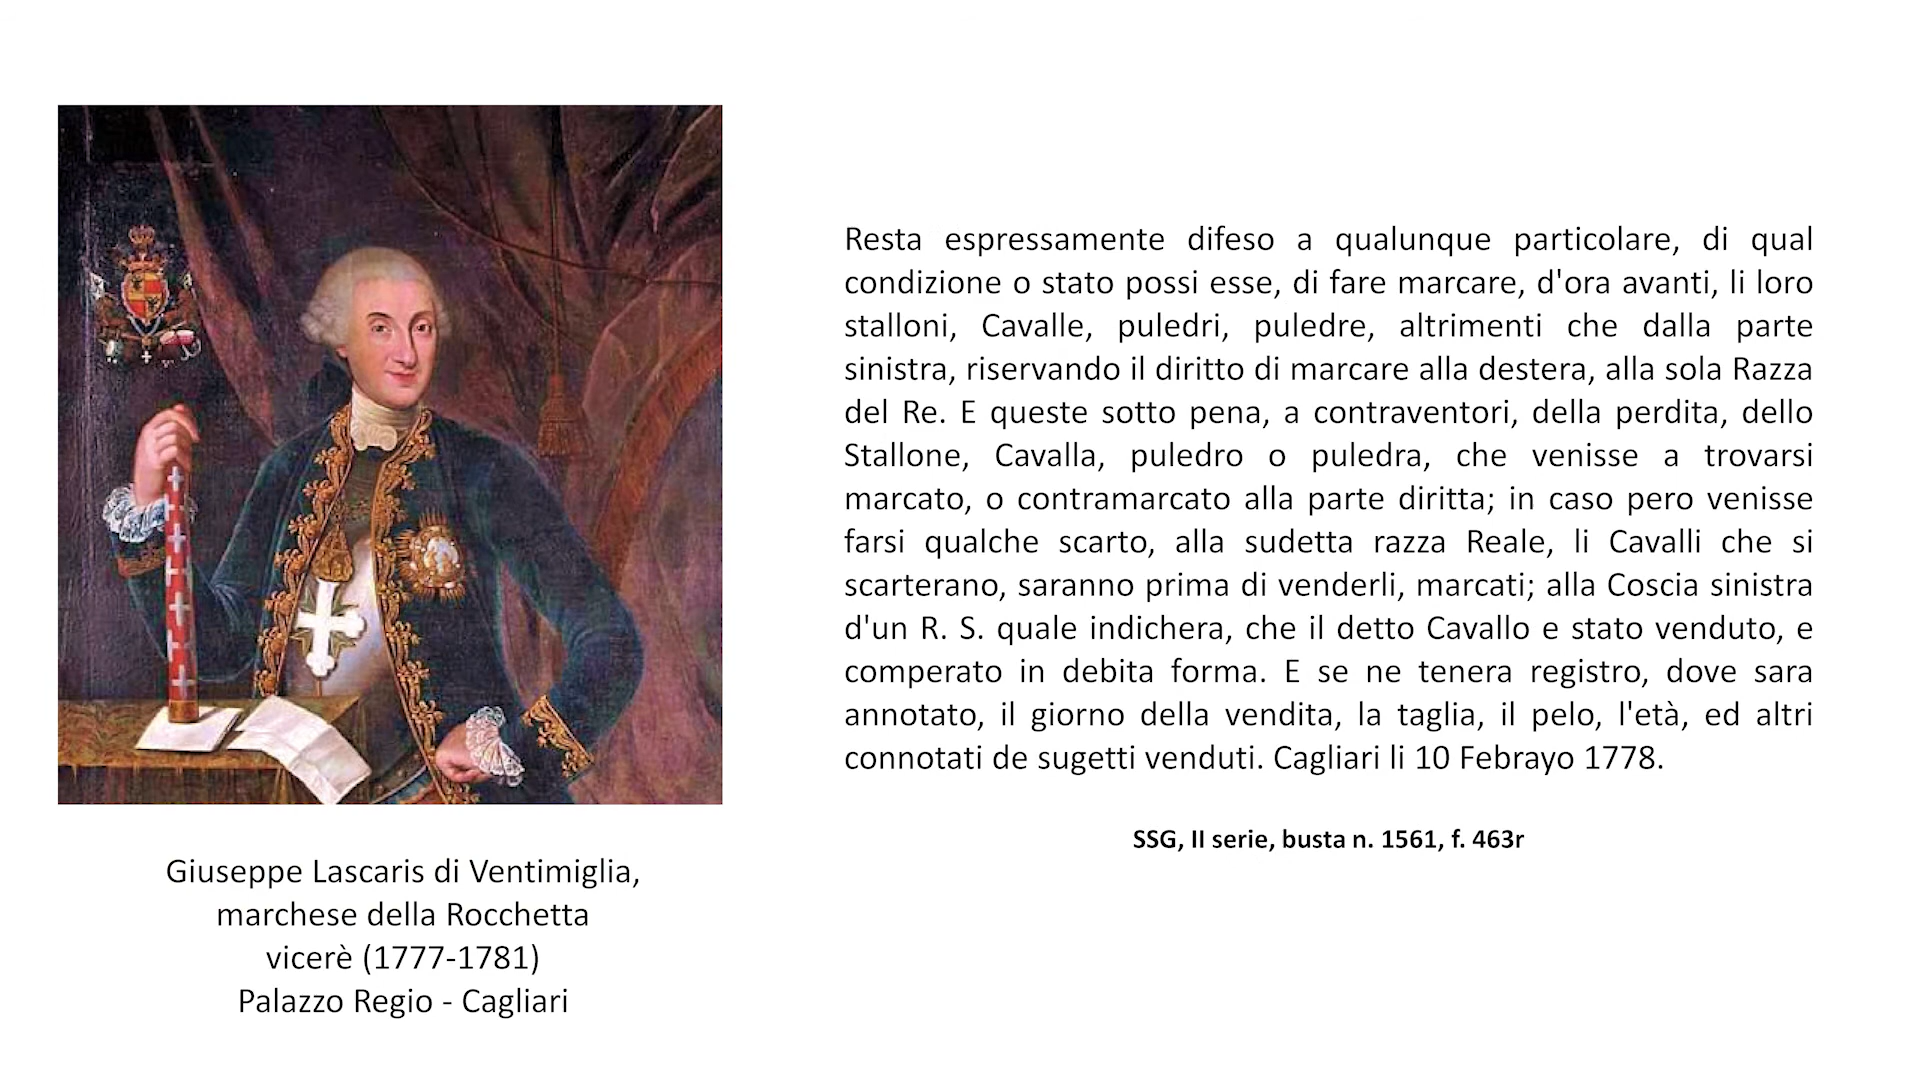 Resta espressamente difeso a qualunque particolare, di qual
condizione o stato possi esse, di fare marcare, d'ora avanti, li loro
stalloni, Cavalle, puledri, puledre, altrimenti che dalla parte
sinistra, riservando il diritto di marcare alla destera, alla sola Razza
del Re. E queste sotto pena, a contraventori, della perdita, dello
Stallone, Cavalla, puledro o puledra, che venisse a trovarsi
marcato, o contramarcato alla parte diritta; in caso pero venisse
farsi qualche scarto, alla sudetta razza Reale, li Cavalli che si
scarterano, saranno prima di venderli, marcati; alla Coscia sinistra
d'un R. S. quale indichera, che il detto Cavallo e stato venduto, e
comperato in debita forma. E se ne tenera registro, dove sara
annotato, il giorno della vendita, la taglia, il pelo, l'età, ed altri
connotati de sugetti venduti. Cagliari li 10 Febrayo 1778.
SSG, II serie, busta n. 1561, f. 463r
Giuseppe Lascaris di Ventimiglia,
marchese della Rocchetta
vicerè (1777-1781)
Palazzo Regio - Cagliari